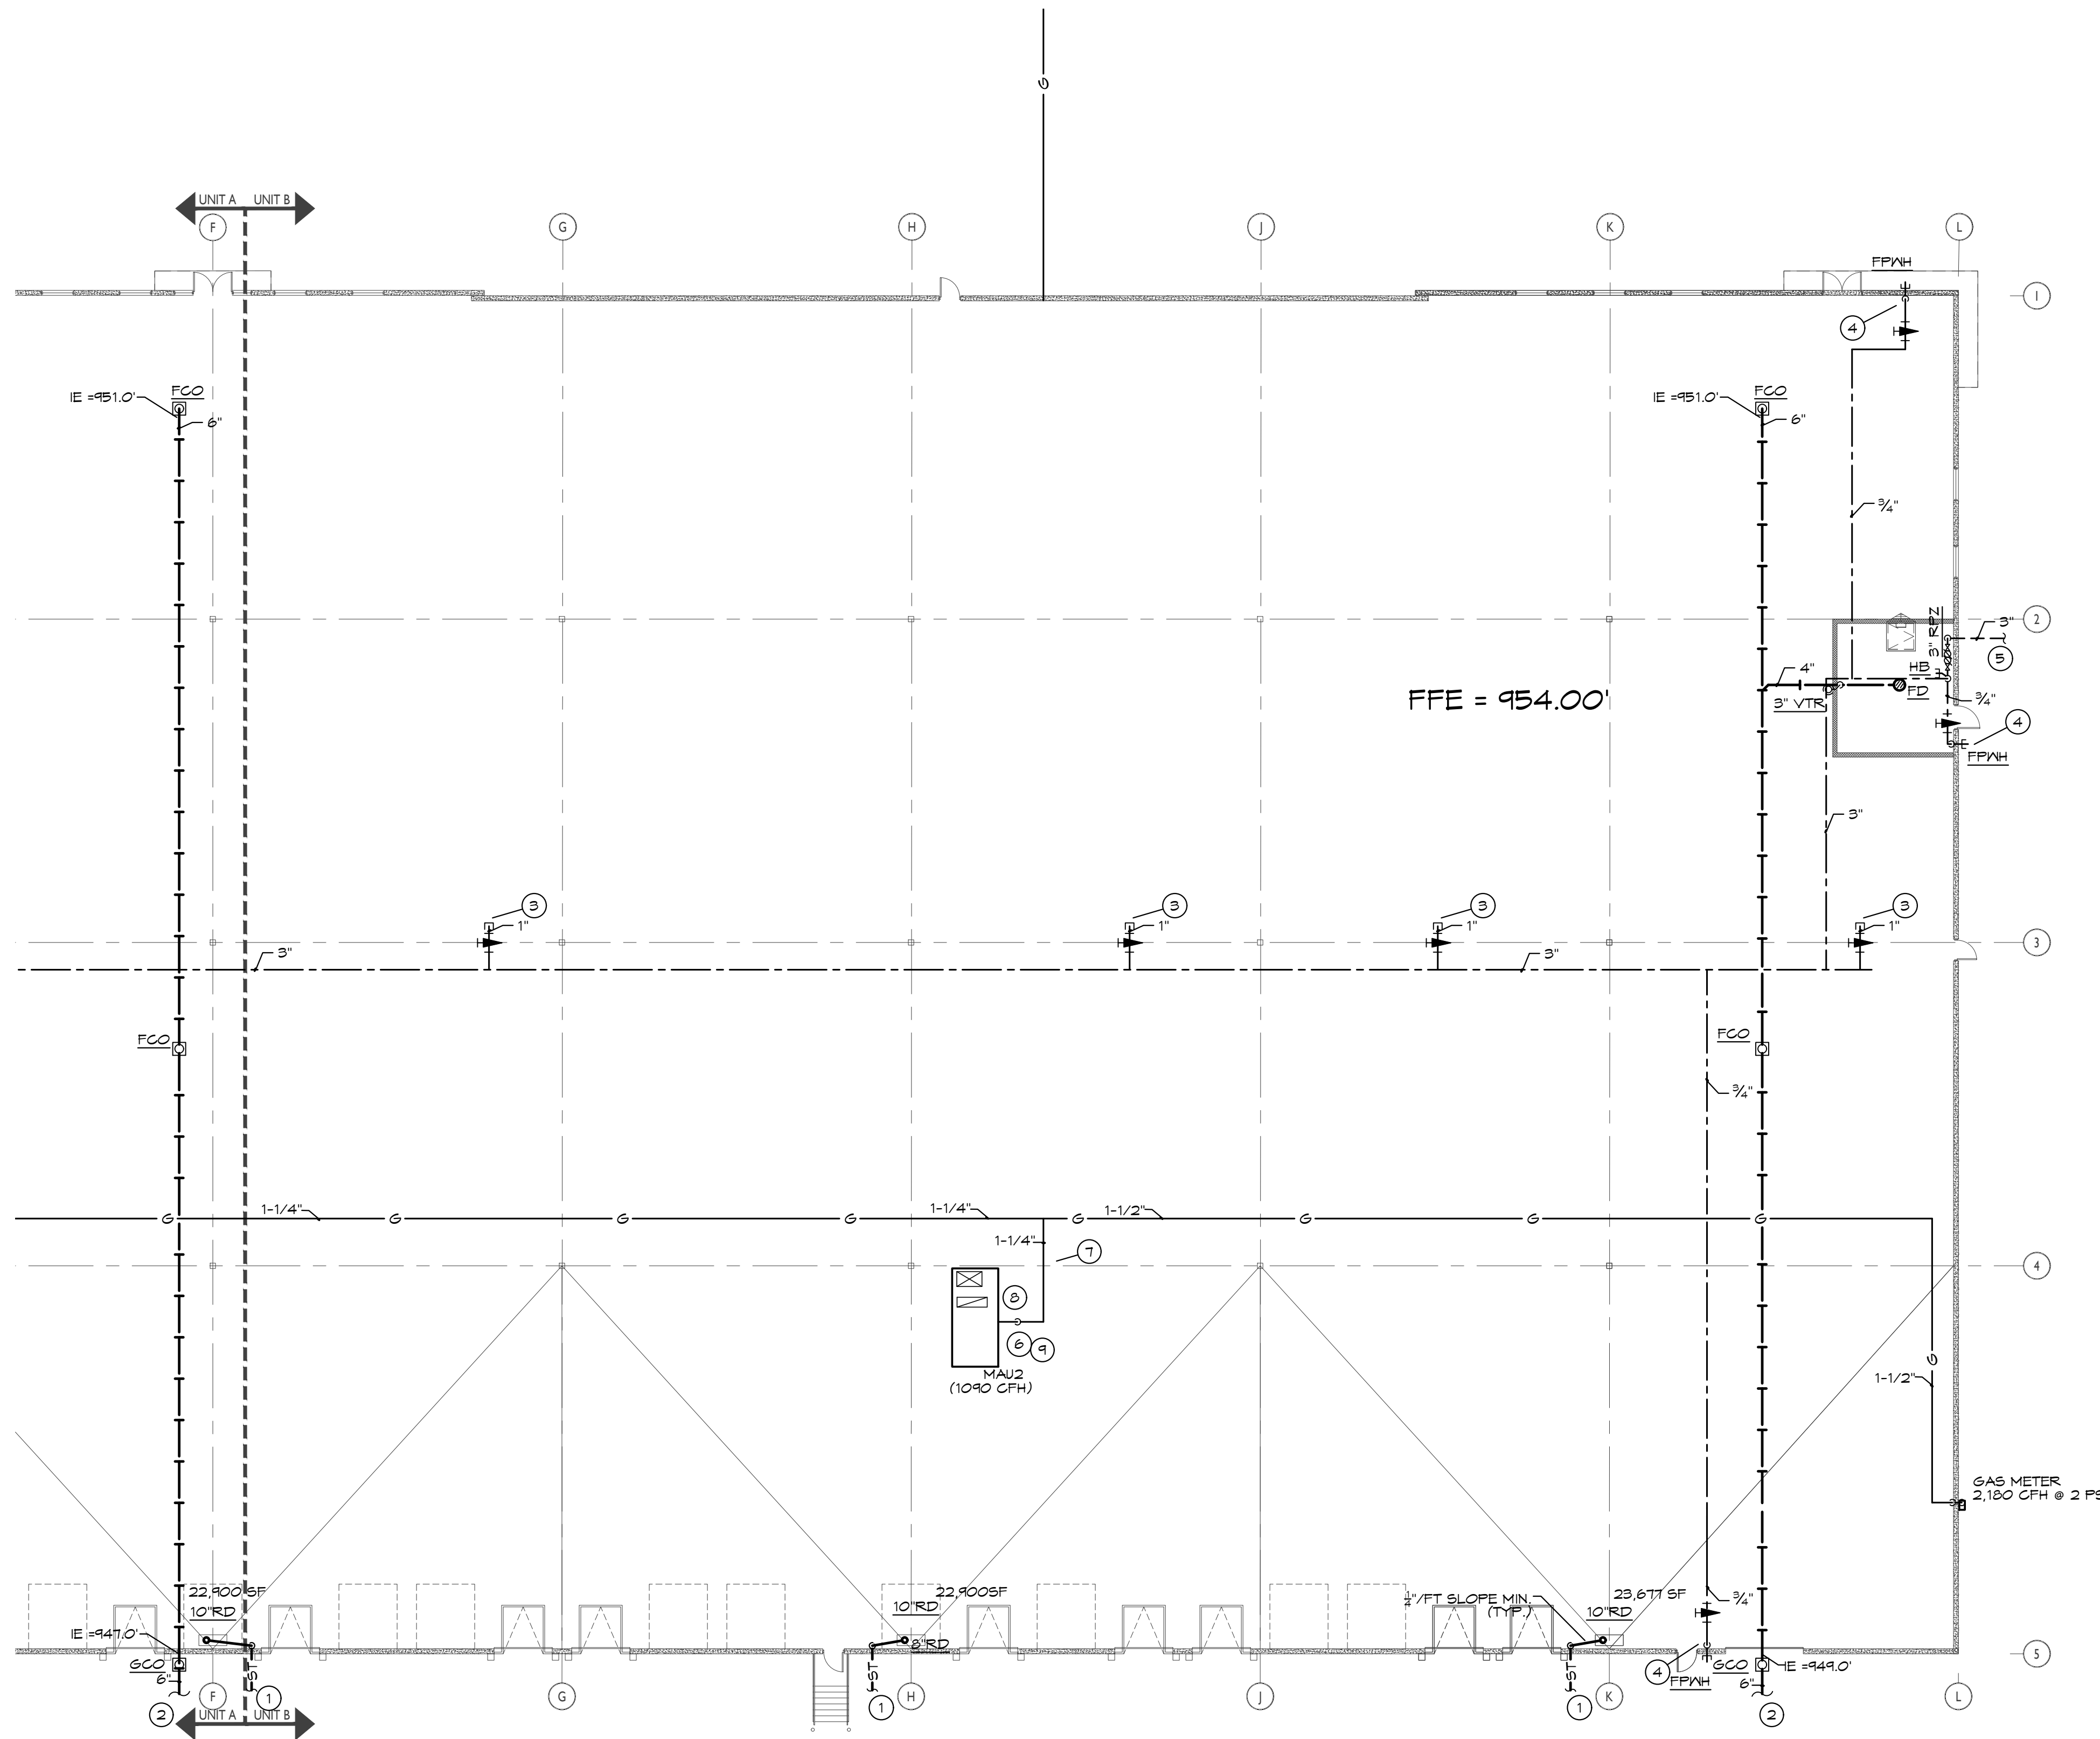 G
UNIT A
UNIT B
F
G
H
J
K
L
FPWH
1
4
FCO
IE =951.0'
6"
FCO
IE =951.0'
6"
3/4"
2
3" RPZ
3"
5
HB
4"
FD
3" VTR
3/4"
FFE = 954.00'
4
FPWH
3"
3
1"
3
1"
3
1"
3
1"
3
3"
3"
FCO
FCO
3/4"
1-1/4"
1-1/4"
1-1/2"
G
G
G
G
G
G
G
G
1-1/4"
7
4
8
6
9
MAU2
(1090 CFH)
G
1-1/2"
GAS METER
2,180 CFH @ 2 PS
22,900 SF
10"RD
22,900SF
10"RD
8"RD
1/4"/FT SLOPE MIN.
(TYP.)
23,677 SF
10"RD
3/4"
IE =947.0'
GCO
6"
ST
ST
ST
4
FPWH
GCO
IE =949.0'
6"
5
2
F
1
G
1
H
J
1
K
2
L
UNIT A
UNIT B